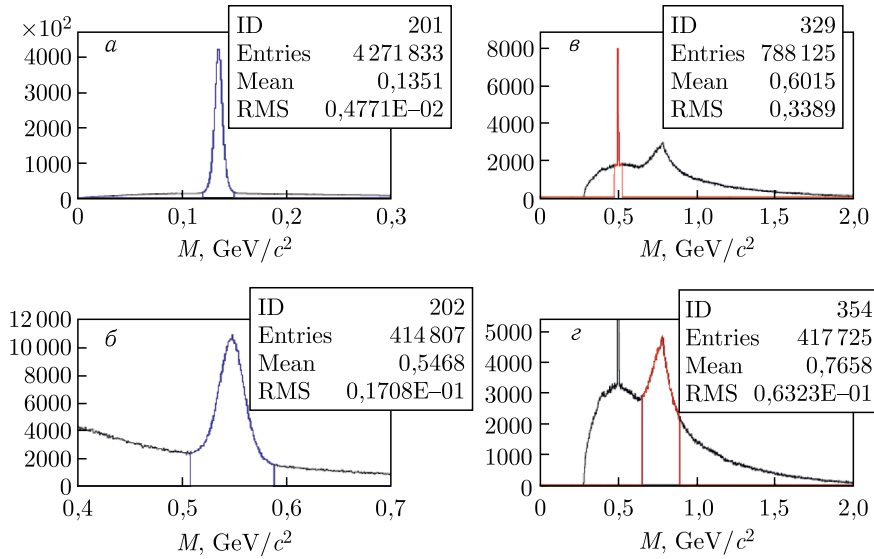 ×10²
а
4000
3000
2000
1000
0
0
0,1
0,2
0,3
M, GeV/c²
ID 201
Entries 4 271 833
Mean 0,1351
RMS 0,4771E–02
в
8000
6000
4000
2000
0
0
0,5
1,0
1,5
2,0
M, GeV/c²
ID 329
Entries 788 125
Mean 0,6015
RMS 0,3389
б
12 000
10 000
8000
6000
4000
2000
0
0,4
0,5
0,6
0,7
M, GeV/c²
ID 202
Entries 414 807
Mean 0,5468
RMS 0,1708E–01
г
5000
4000
3000
2000
1000
0
0
0,5
1,0
1,5
2,0
M, GeV/c²
ID 354
Entries 417 725
Mean 0,7658
RMS 0,6323E–01